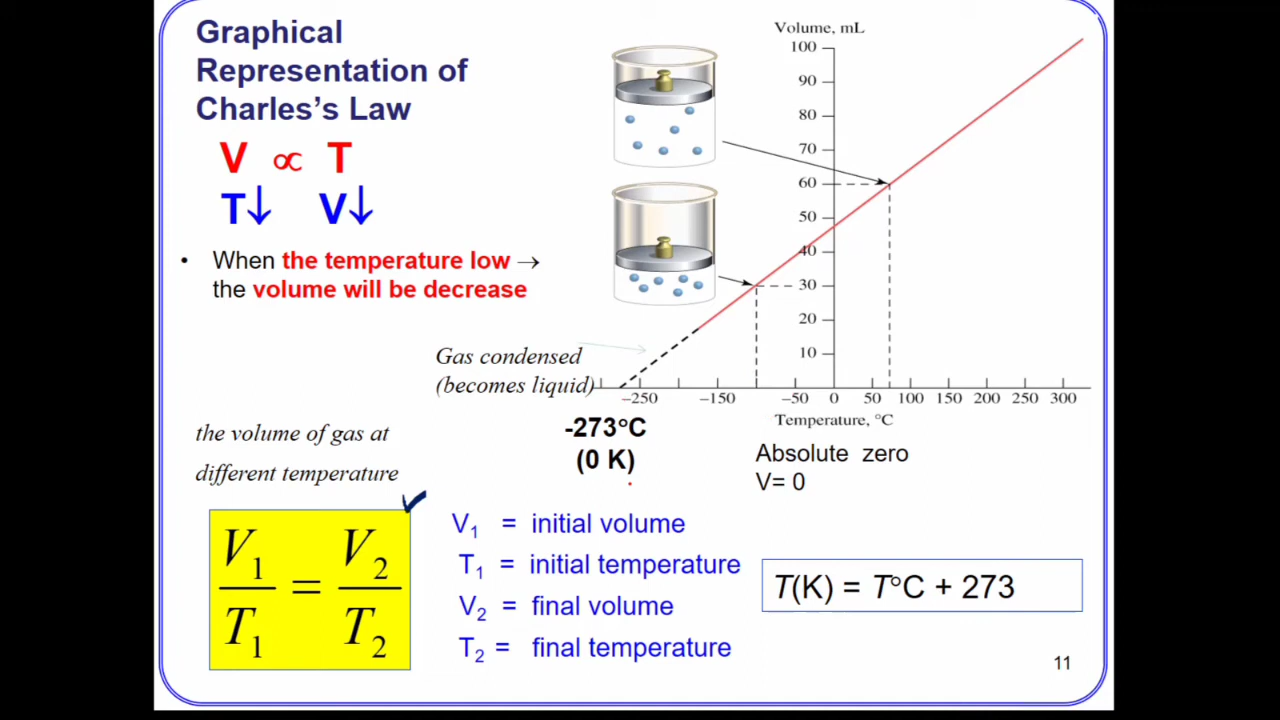 Graphical
Representation of
Charles's Law
V ∝ T
T↓ V↓
• When the temperature low →
the volume will be decrease
Volume, mL
100
90
80
70
60
50
40
30
20
10
Gas condensed
(becomes liquid)
−250 −150 −50 0 50 100 150 200 250 300
Temperature, °C
-273°C
(0 K)
Absolute zero
V= 0
the volume of gas at
different temperature
V1/T1 = V2/T2
V1 = initial volume
T1 = initial temperature
V2 = final volume
T2 = final temperature
T(K) = T°C + 273
11